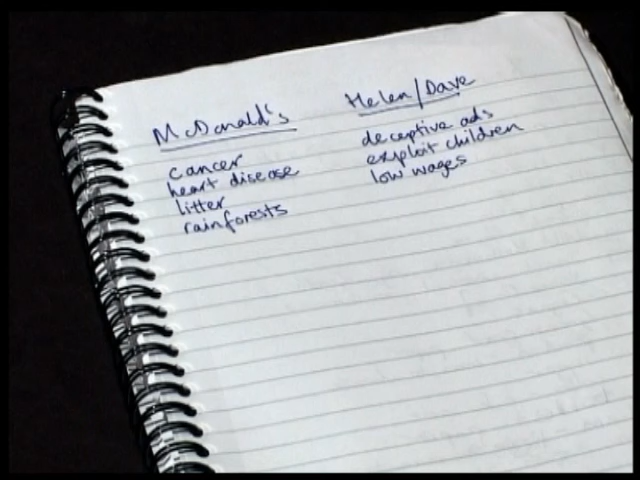 McDonald's
cancer
heart disease
litter
rainforests
Helen/Dave
deceptive ads
exploit children
low wages